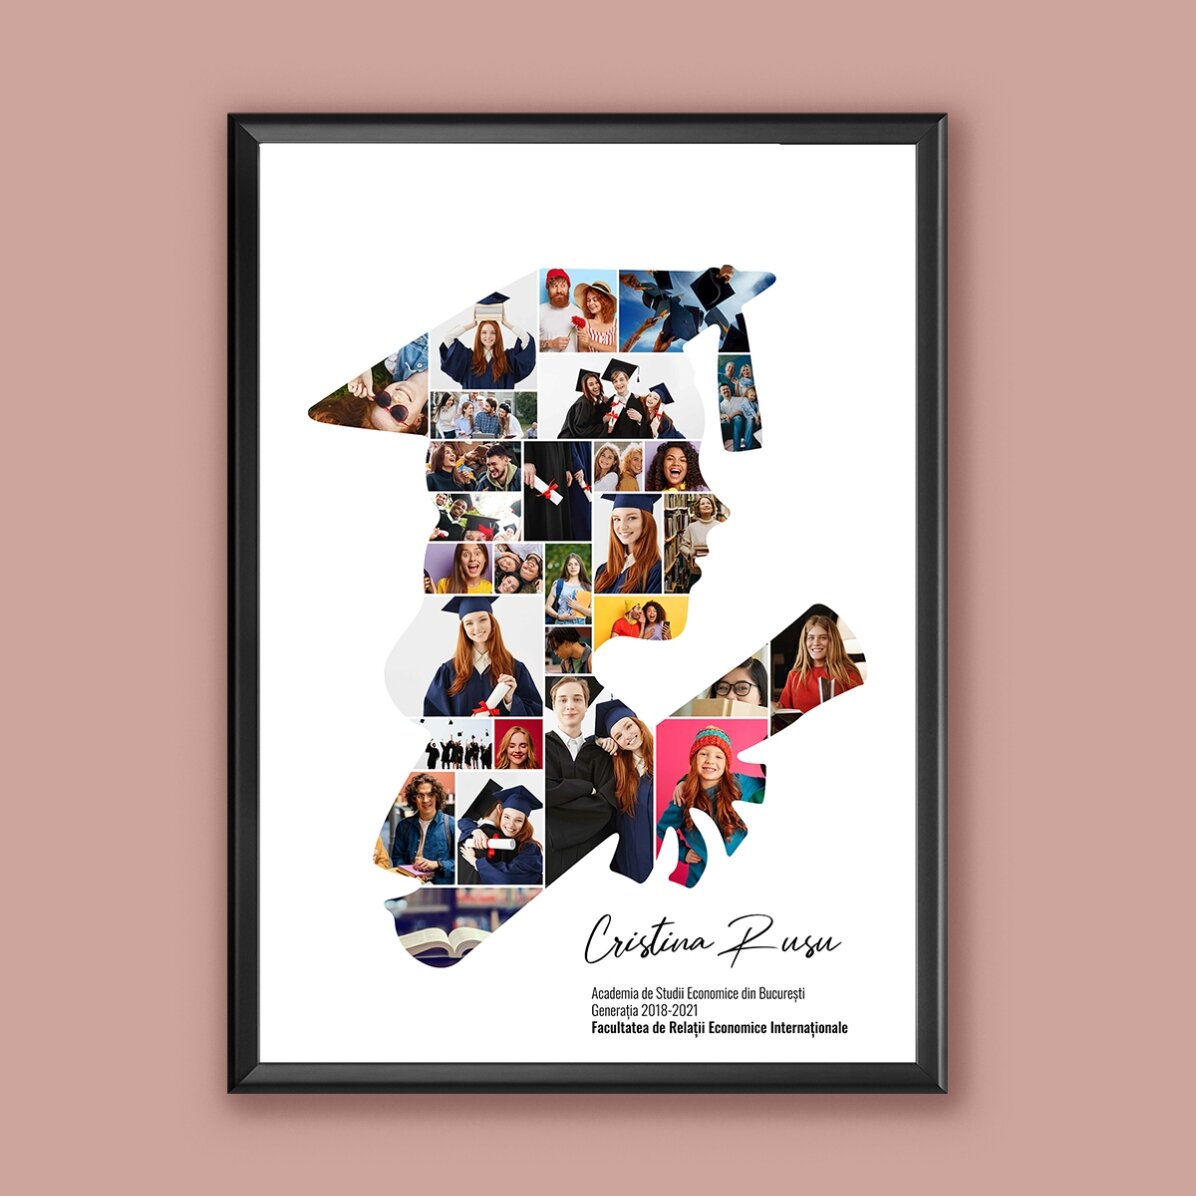 Cristina Rusu
Academia de Studii Economice din București
Generația 2018-2021
Facultatea de Relații Economice Internaționale